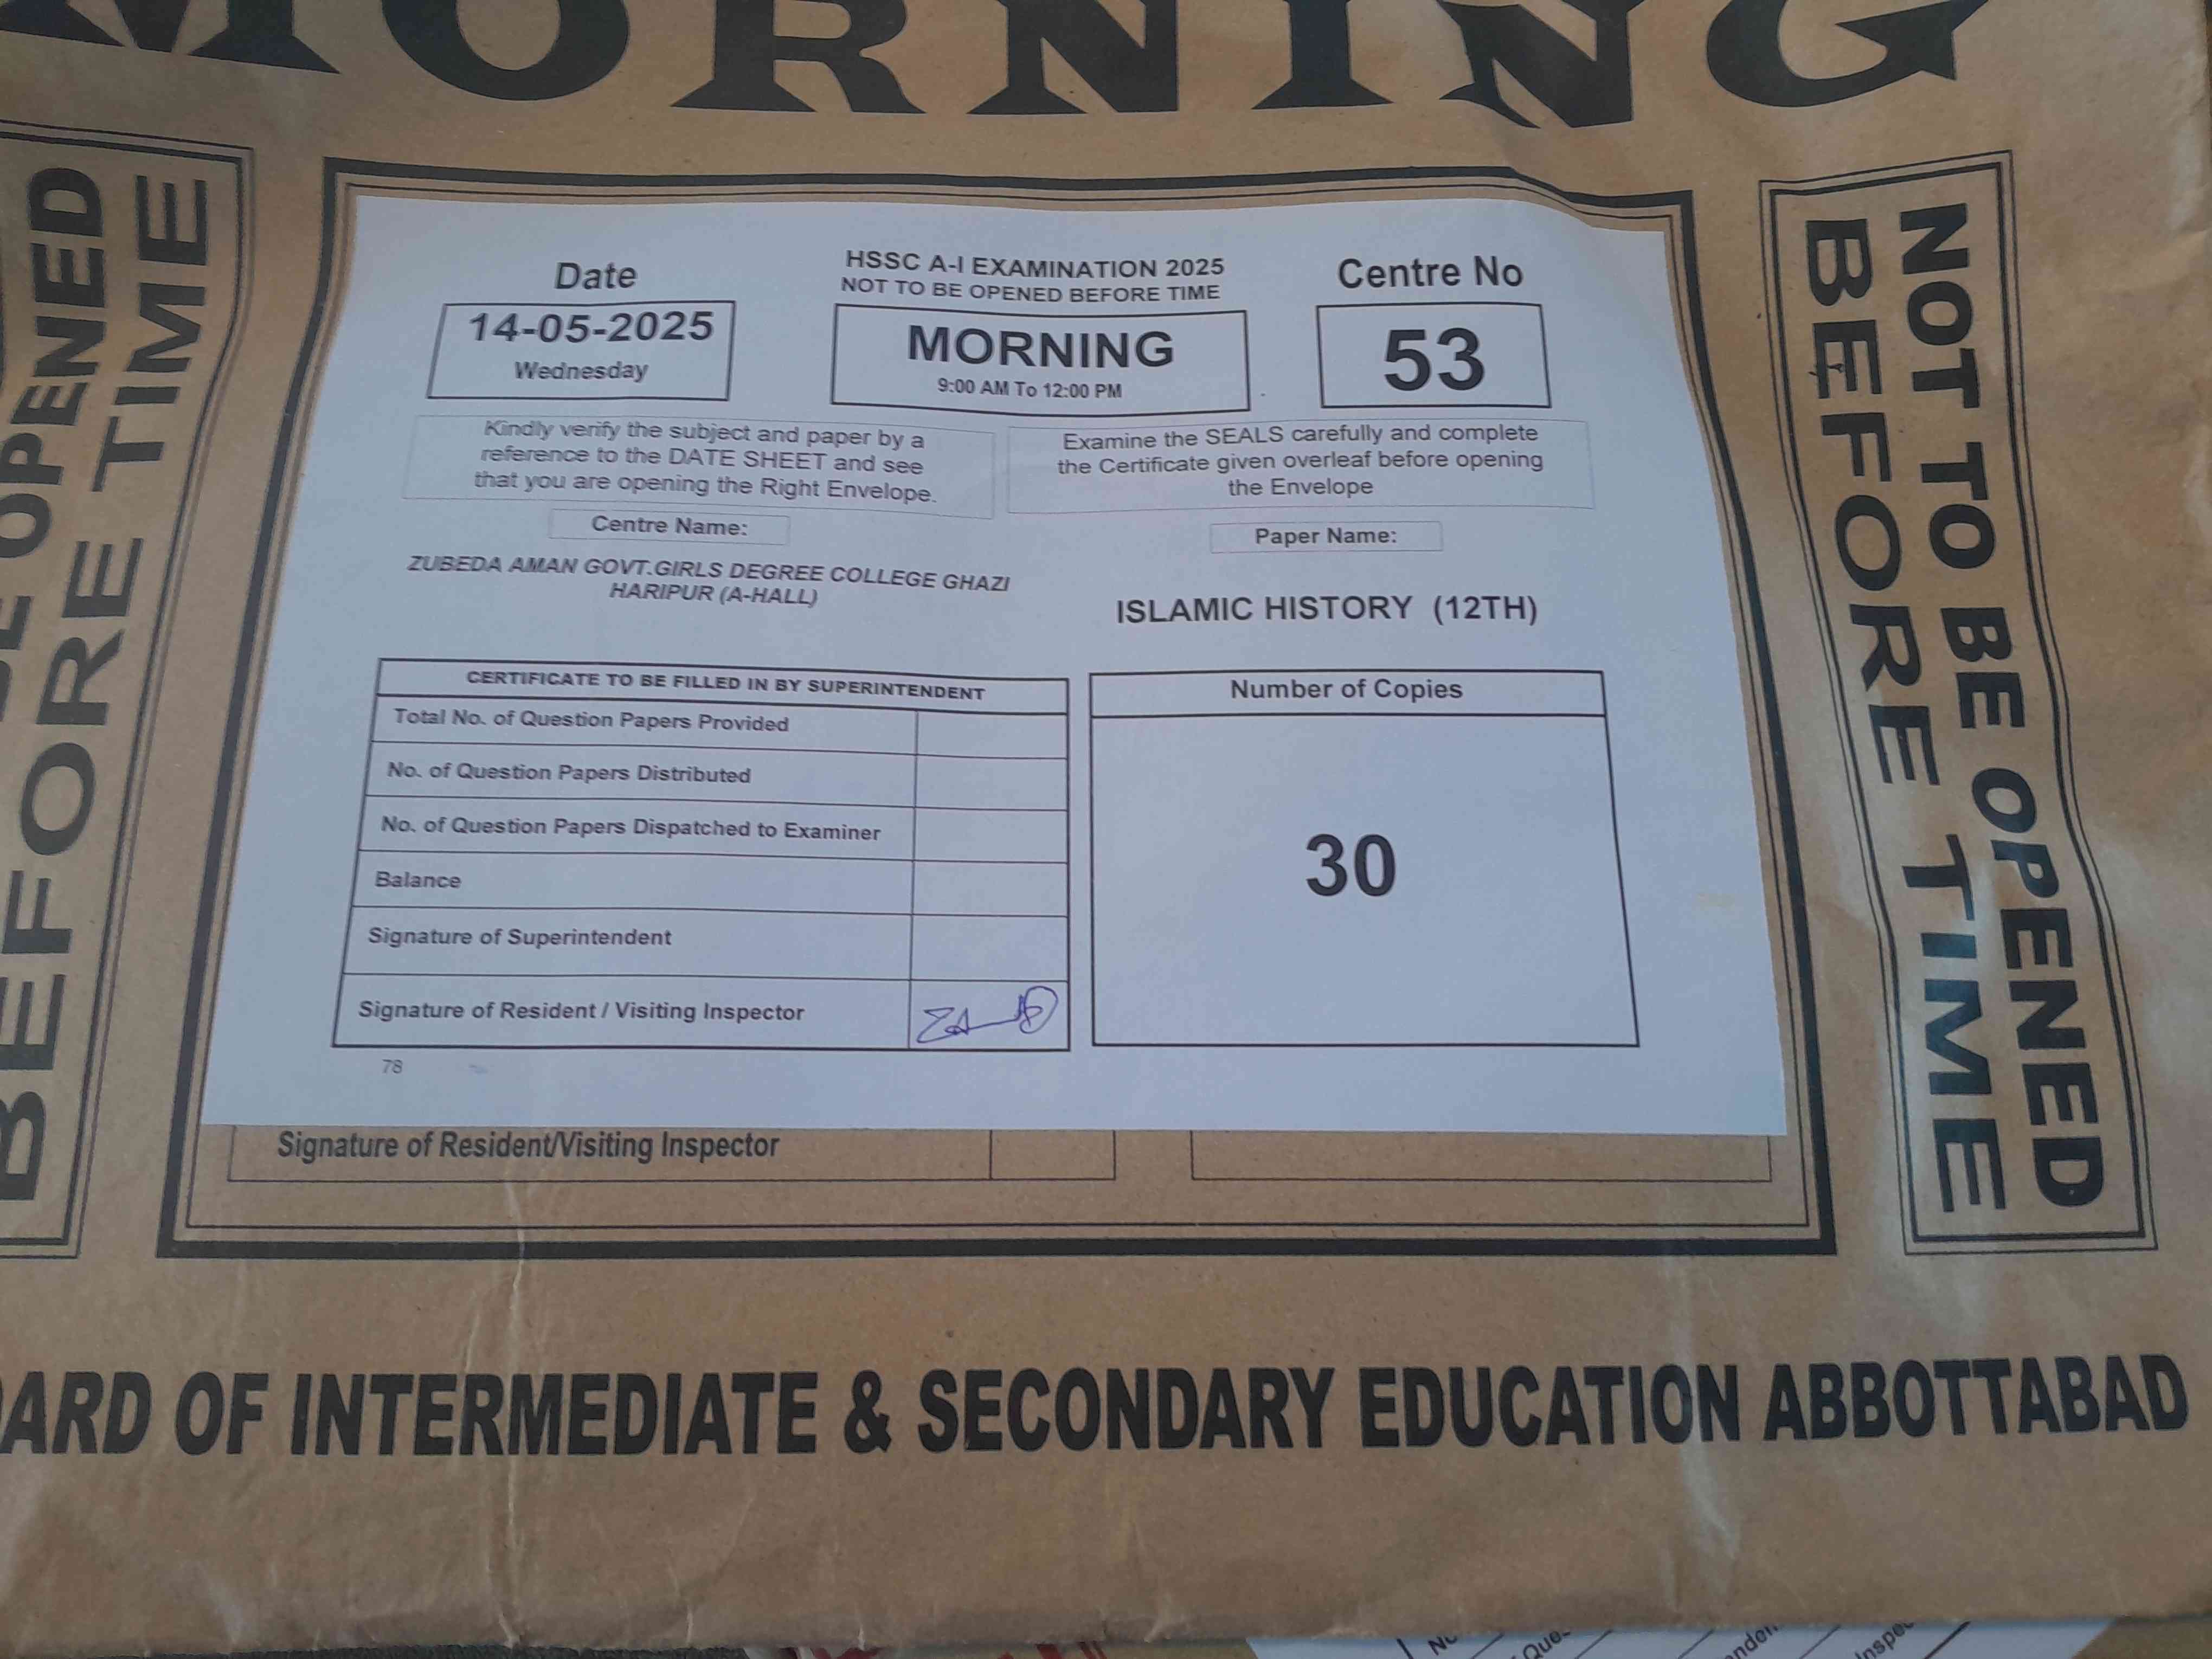 MORNING
NOT TO BE OPENED
BEFORE TIME
Date
14-05-2025
Wednesday
HSSC A-I EXAMINATION 2025
NOT TO BE OPENED BEFORE TIME
MORNING
9:00 AM To 12:00 PM
Centre No
53
Kindly verify the subject and paper by a
reference to the DATE SHEET and see
that you are opening the Right Envelope.
Examine the SEALS carefully and complete
the Certificate given overleaf before opening
the Envelope
Centre Name:
ZUBEDA AMAN GOVT.GIRLS DEGREE COLLEGE GHAZI
HARIPUR (A-HALL)
Paper Name:
ISLAMIC HISTORY (12TH)
CERTIFICATE TO BE FILLED IN BY SUPERINTENDENT
Total No. of Question Papers Provided
No. of Question Papers Distributed
No. of Question Papers Dispatched to Examiner
Balance
Signature of Superintendent
Signature of Resident / Visiting Inspector
78
Number of Copies
30
Signature of Resident/Visiting Inspector
OPENED
BEFORE TIME
ARD OF INTERMEDIATE & SECONDARY EDUCATION ABBOTTABAD